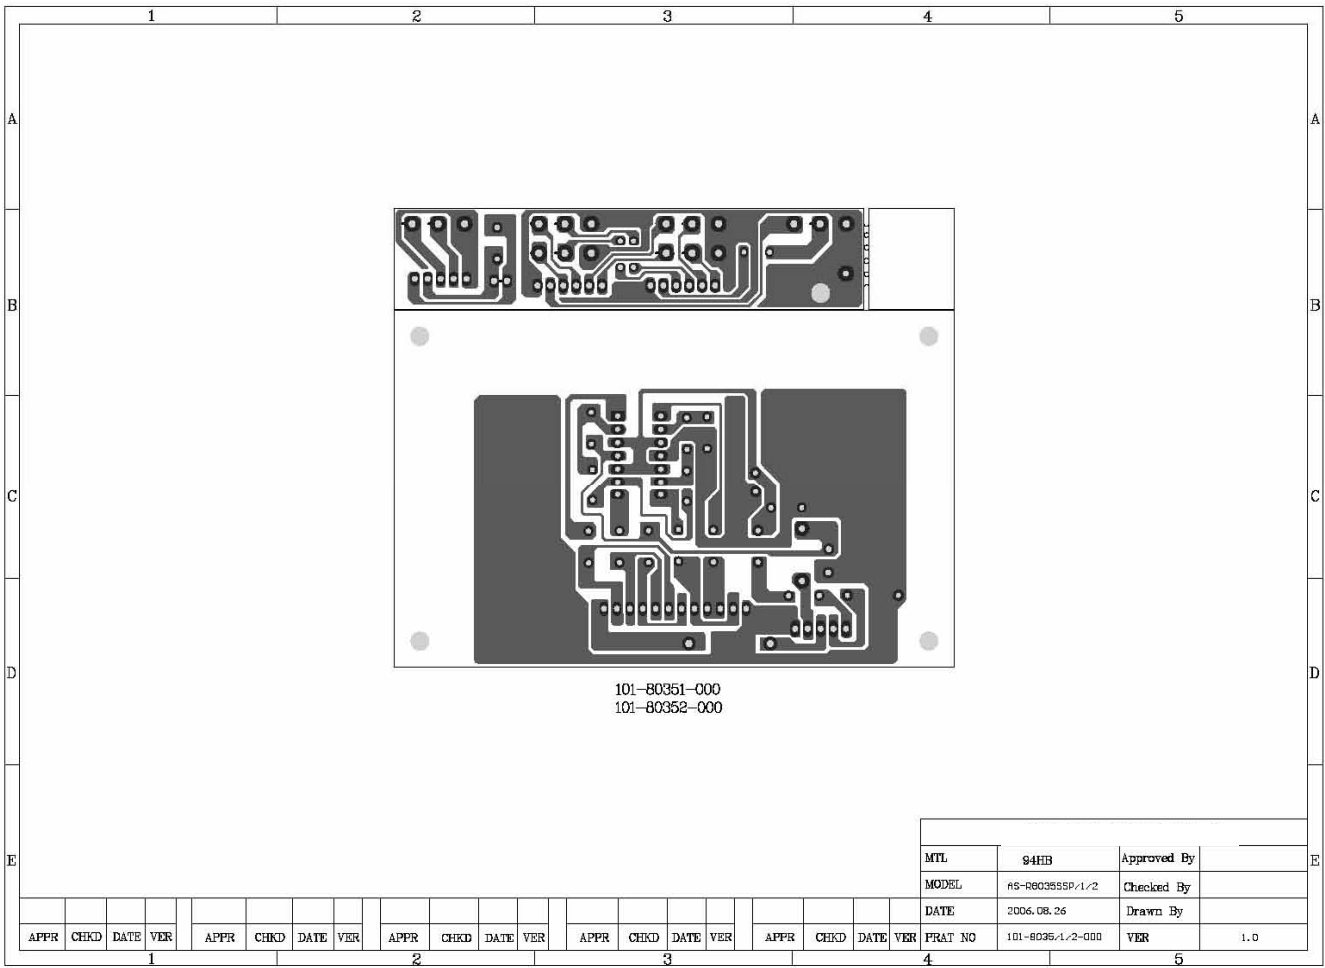 1 2 3 4 5
A A
B B
C C
D D
E E
101-80351-000
101-80352-000
MTL 94HB Approved By
MODEL AS-R8035SSP/1/2 Checked By
DATE 2006.08.26 Drawn By
PRAT NO 101-8035/1/2-000 VER 1.0
APPR CHKD DATE VER APPR CHKD DATE VER APPR CHKD DATE VER APPR CHKD DATE VER APPR CHKD DATE VER
1 2 3 4 5